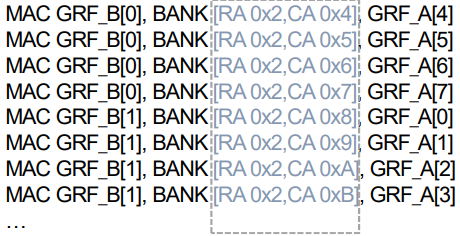 MAC GRF_B[0], BANK [RA 0x2,CA 0x4], GRF_A[4]
MAC GRF_B[0], BANK [RA 0x2,CA 0x5], GRF_A[5]
MAC GRF_B[0], BANK [RA 0x2,CA 0x6], GRF_A[6]
MAC GRF_B[0], BANK [RA 0x2,CA 0x7], GRF_A[7]
MAC GRF_B[1], BANK [RA 0x2,CA 0x8], GRF_A[0]
MAC GRF_B[1], BANK [RA 0x2,CA 0x9], GRF_A[1]
MAC GRF_B[1], BANK [RA 0x2,CA 0xA], GRF_A[2]
MAC GRF_B[1], BANK [RA 0x2,CA 0xB], GRF_A[3]
…